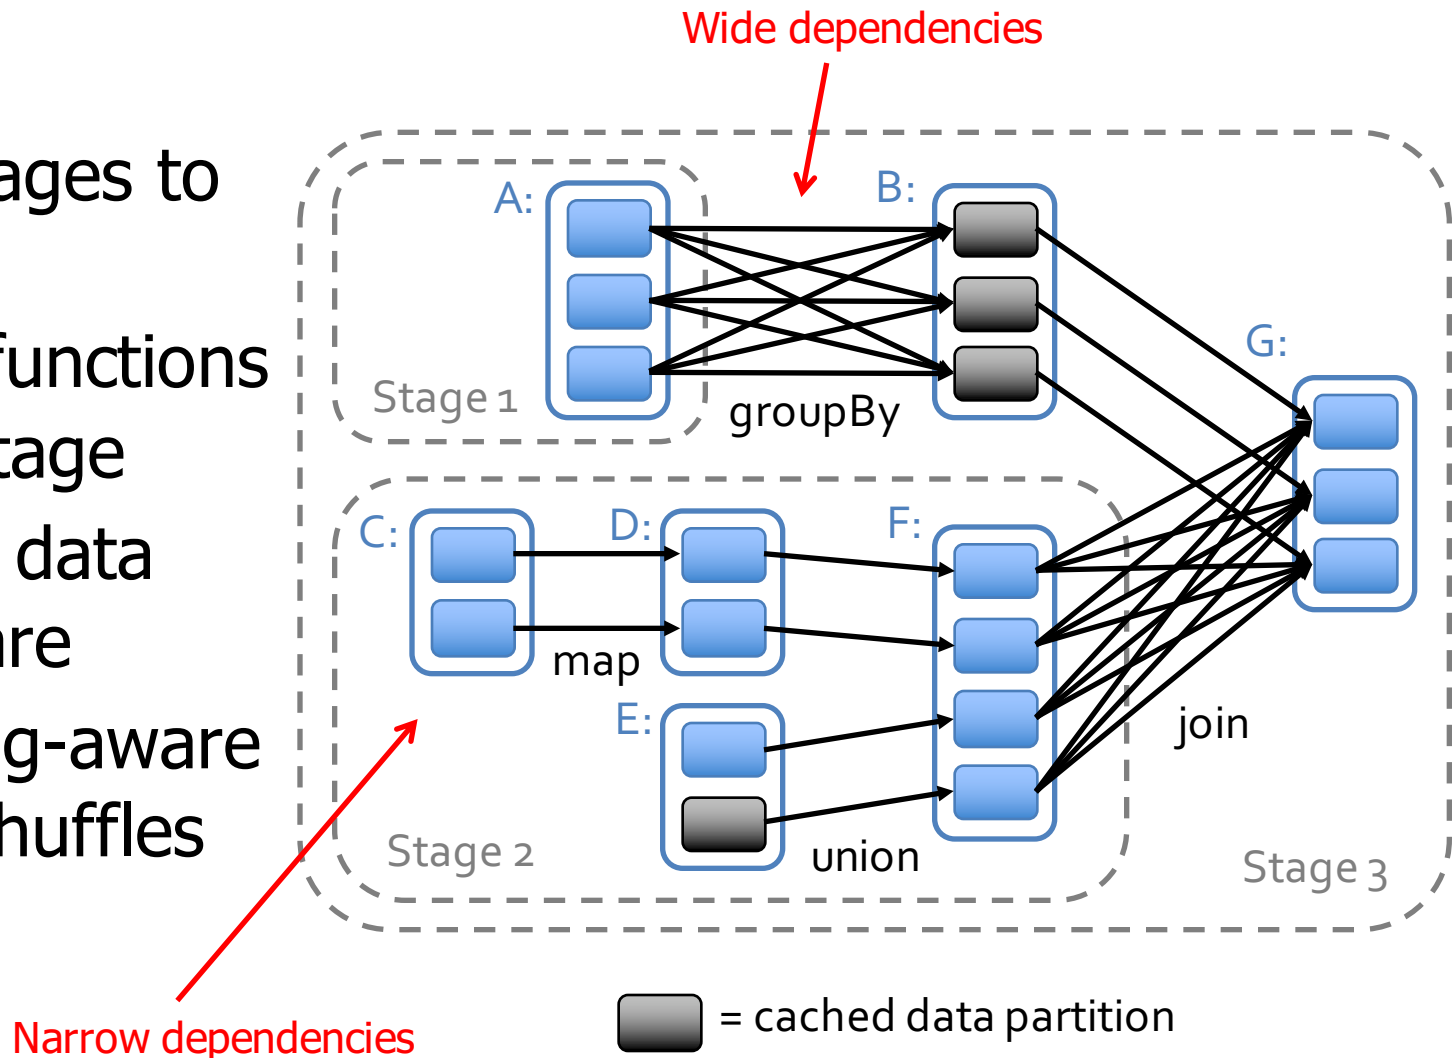 Wide dependencies
ages to
functions
tage
data
are
g-aware
huffles
A:
B:
G:
Stage 1
groupBy
C:
D:
F:
map
E:
join
Stage 2
union
Stage 3
Narrow dependencies
= cached data partition